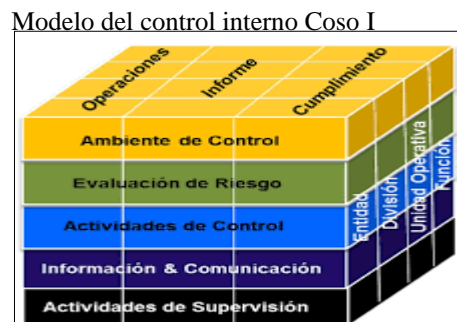 Modelo del control interno Coso I
Operaciones
Informe
Cumplimiento
Ambiente de Control
Evaluación de Riesgo
Actividades de Control
Información & Comunicación
Actividades de Supervisión
Entidad
División
Unidad Operativa
Función